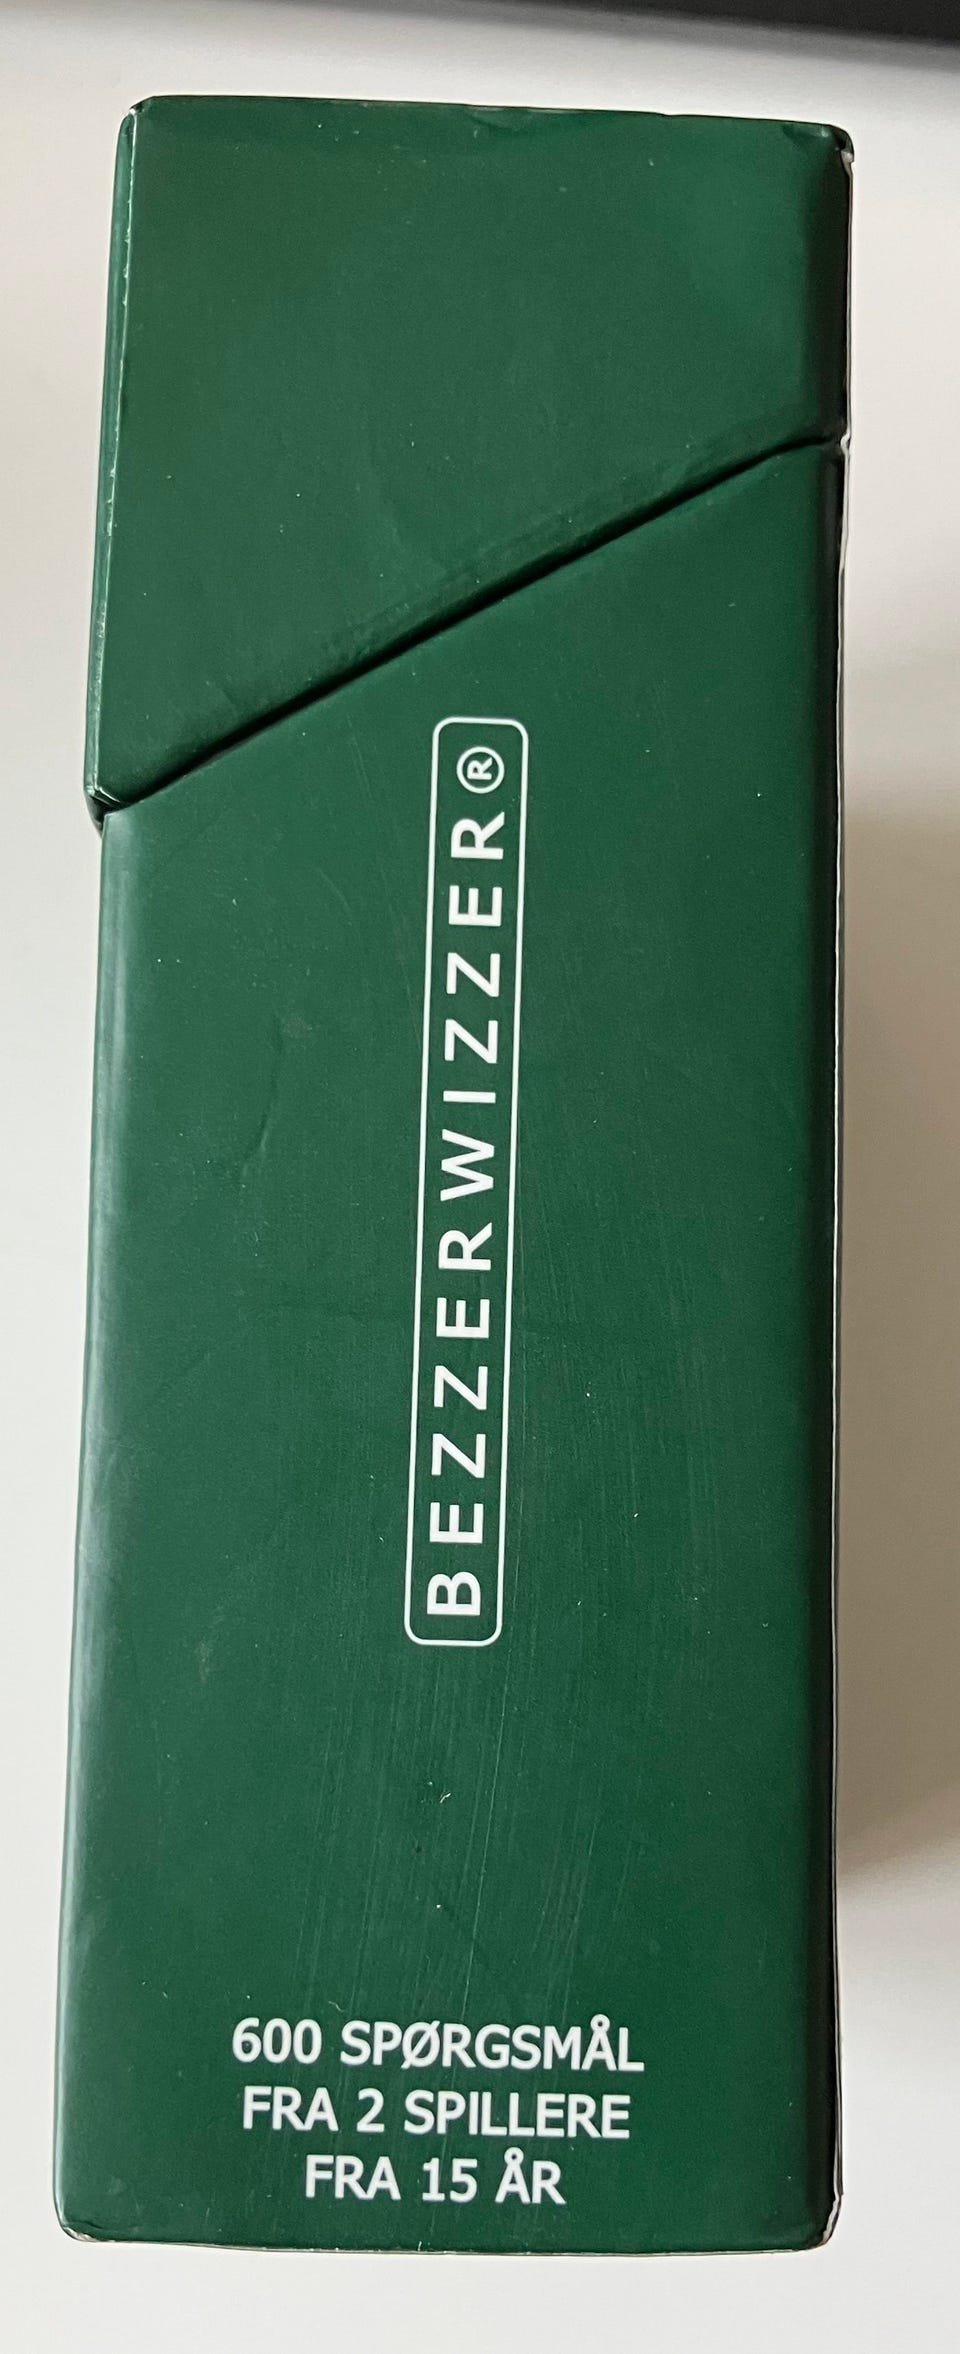 BEZZERWIZZER®
600 SPØRGSMÅL
FRA 2 SPILLERE
FRA 15 ÅR